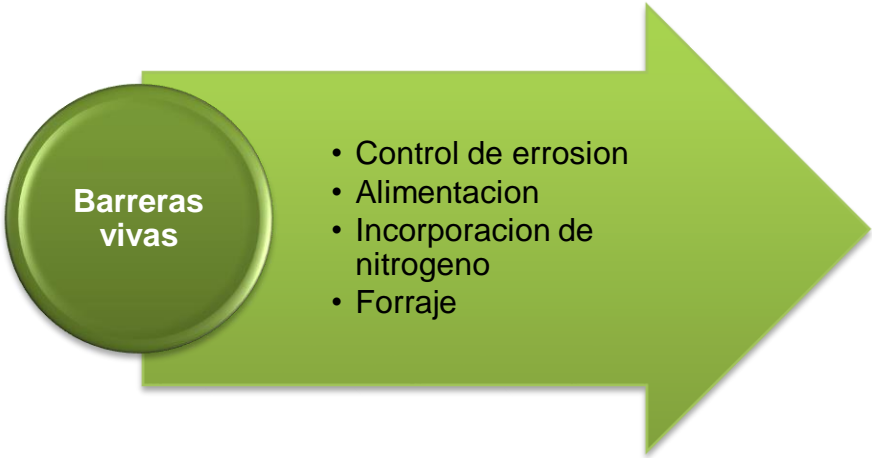 Barreras
vivas
• Control de errosion
• Alimentacion
• Incorporacion de
nitrogeno
• Forraje